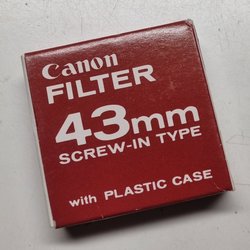 Canon
FILTER
43mm
SCREW-IN TYPE
with PLASTIC CASE